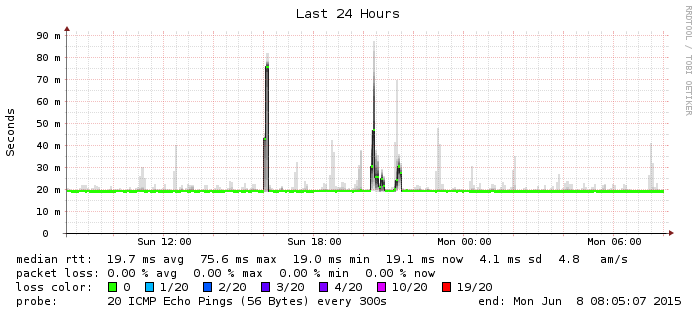 Last 24 Hours
RRDTOOL / TOBI OETIKER
Seconds
90 m
80 m
70 m
60 m
50 m
40 m
30 m
20 m
10 m
0
Sun 12:00 Sun 18:00 Mon 00:00 Mon 06:00
median rtt: 19.7 ms avg 75.6 ms max 19.0 ms min 19.1 ms now 4.1 ms sd 4.8 am/s
packet loss: 0.00 % avg 0.00 % max 0.00 % min 0.00 % now
loss color: 0 1/20 2/20 3/20 4/20 10/20 19/20
probe: 20 ICMP Echo Pings (56 Bytes) every 300s end: Mon Jun 8 08:05:07 2015